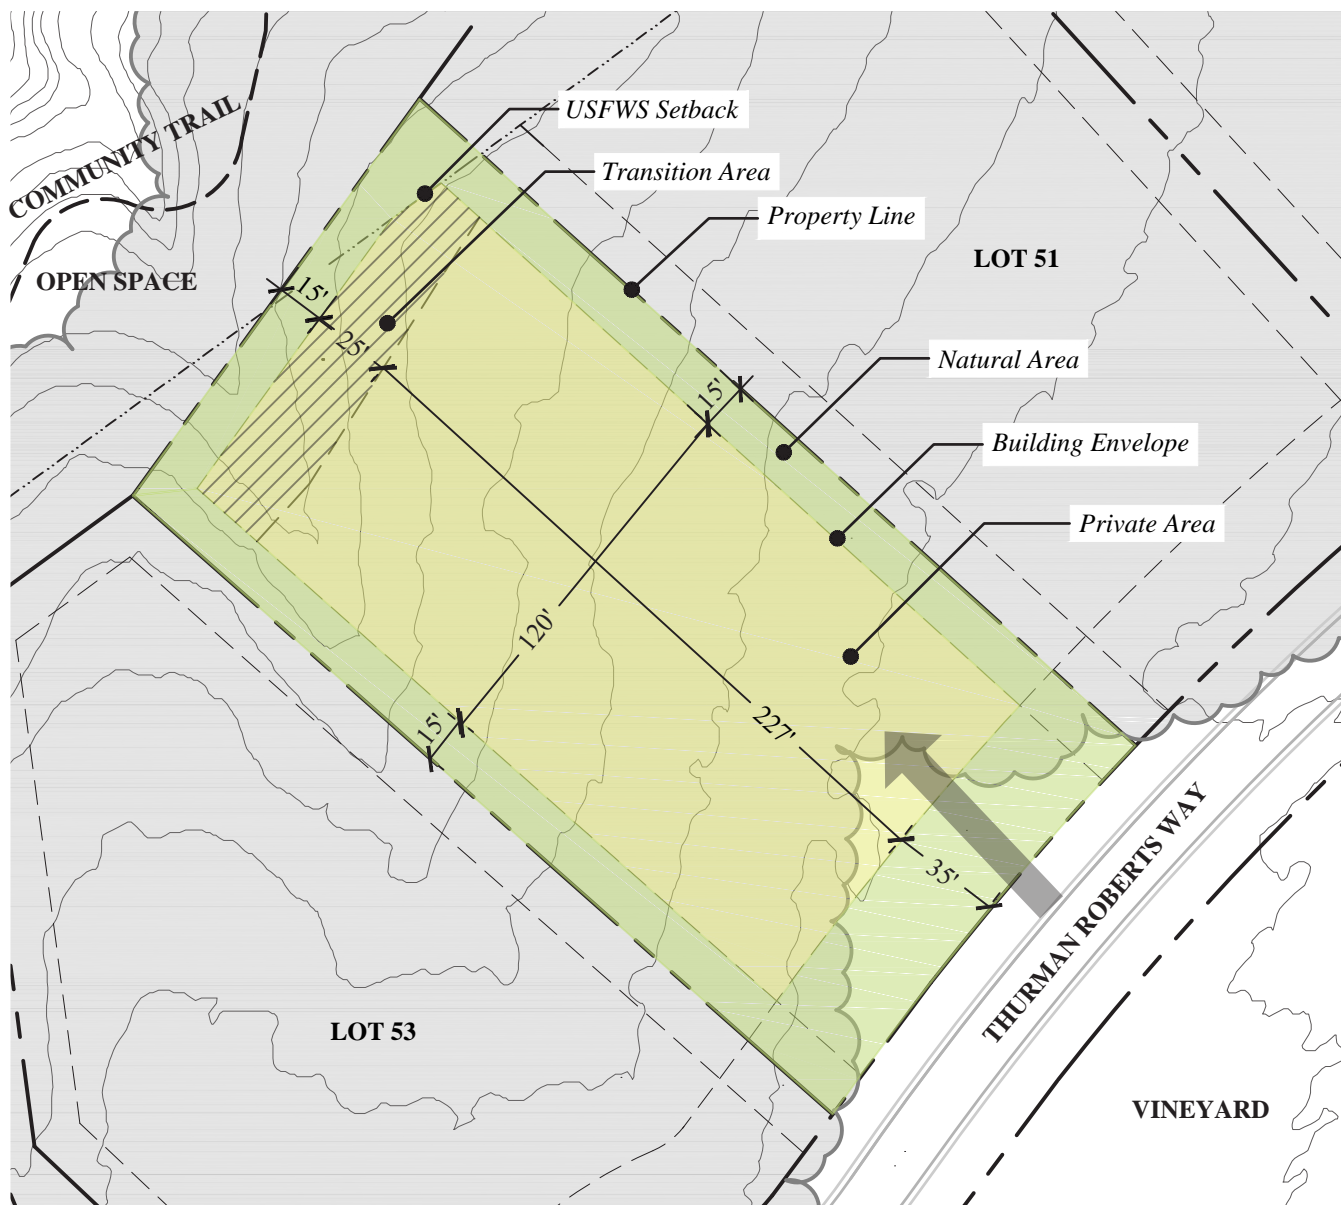 USFWS Setback
COMMUNITY TRAIL
Transition Area
Property Line
LOT 51
OPEN SPACE
15'
25'
Natural Area
15'
Building Envelope
Private Area
120'
227'
15'
35'
THURMAN ROBERTS WAY
LOT 53
VINEYARD